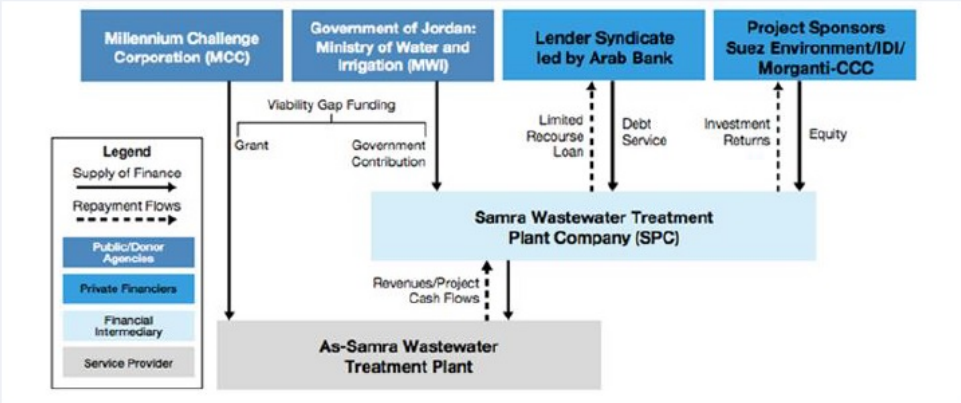 Millennium Challenge
Corporation (MCC)
Government of Jordan:
Ministry of Water and
Irrigation (MWI)
Lender Syndicate
led by Arab Bank
Project Sponsors
Suez Environment/IDI/
Morganti-CCC
Viability Gap Funding
Grant
Government
Contribution
Limited
Recourse
Loan
Debt
Service
Investment
Returns
Equity
Legend
Supply of Finance
Repayment Flows
Public/Donor
Agencies
Private Financiers
Financial
Intermediary
Service Provider
Samra Wastewater Treatment
Plant Company (SPC)
Revenues/Project
Cash Flows
As-Samra Wastewater
Treatment Plant